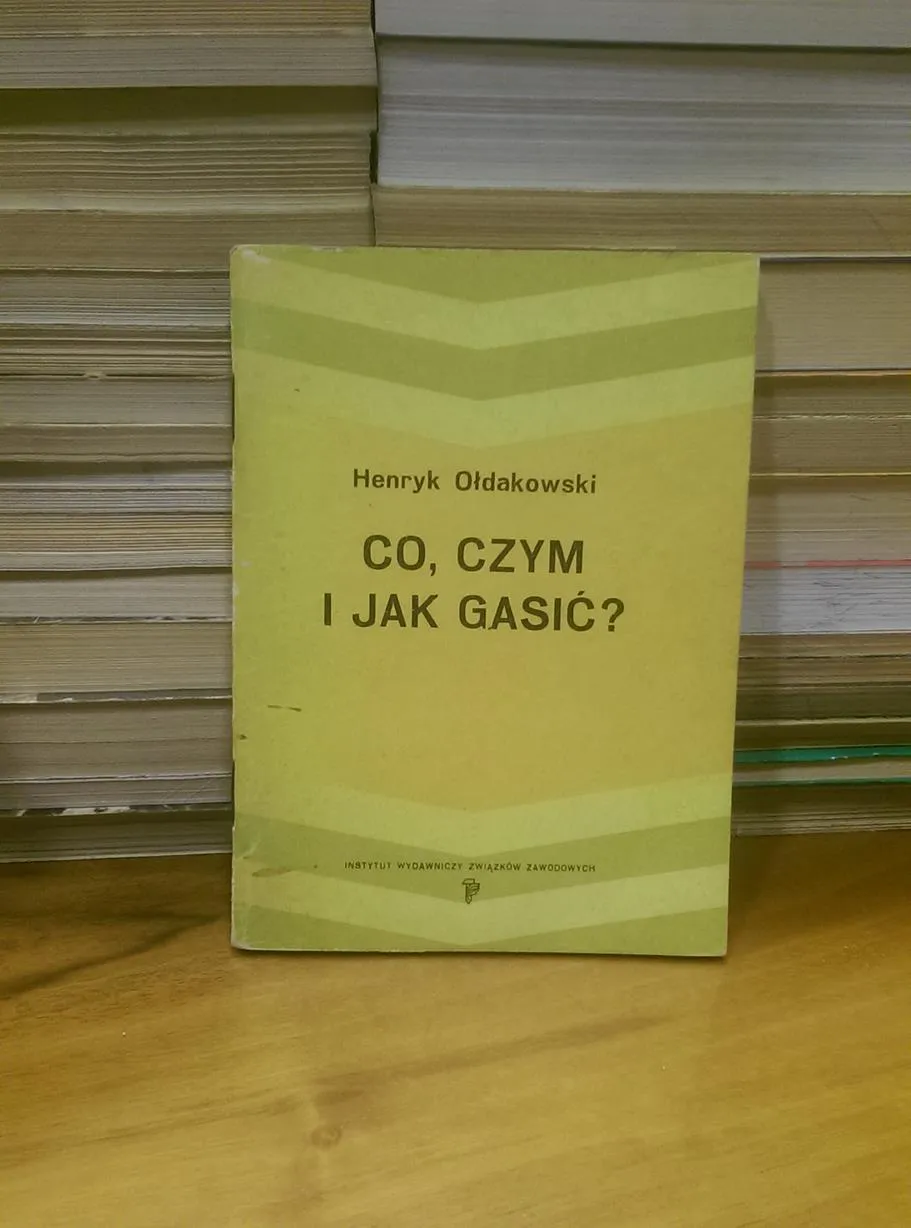 Henryk Ołdakowski
CO, CZYM
I JAK GASIĆ?
INSTYTUT WYDAWNICZY ZWIĄZKÓW ZAWODOWYCH